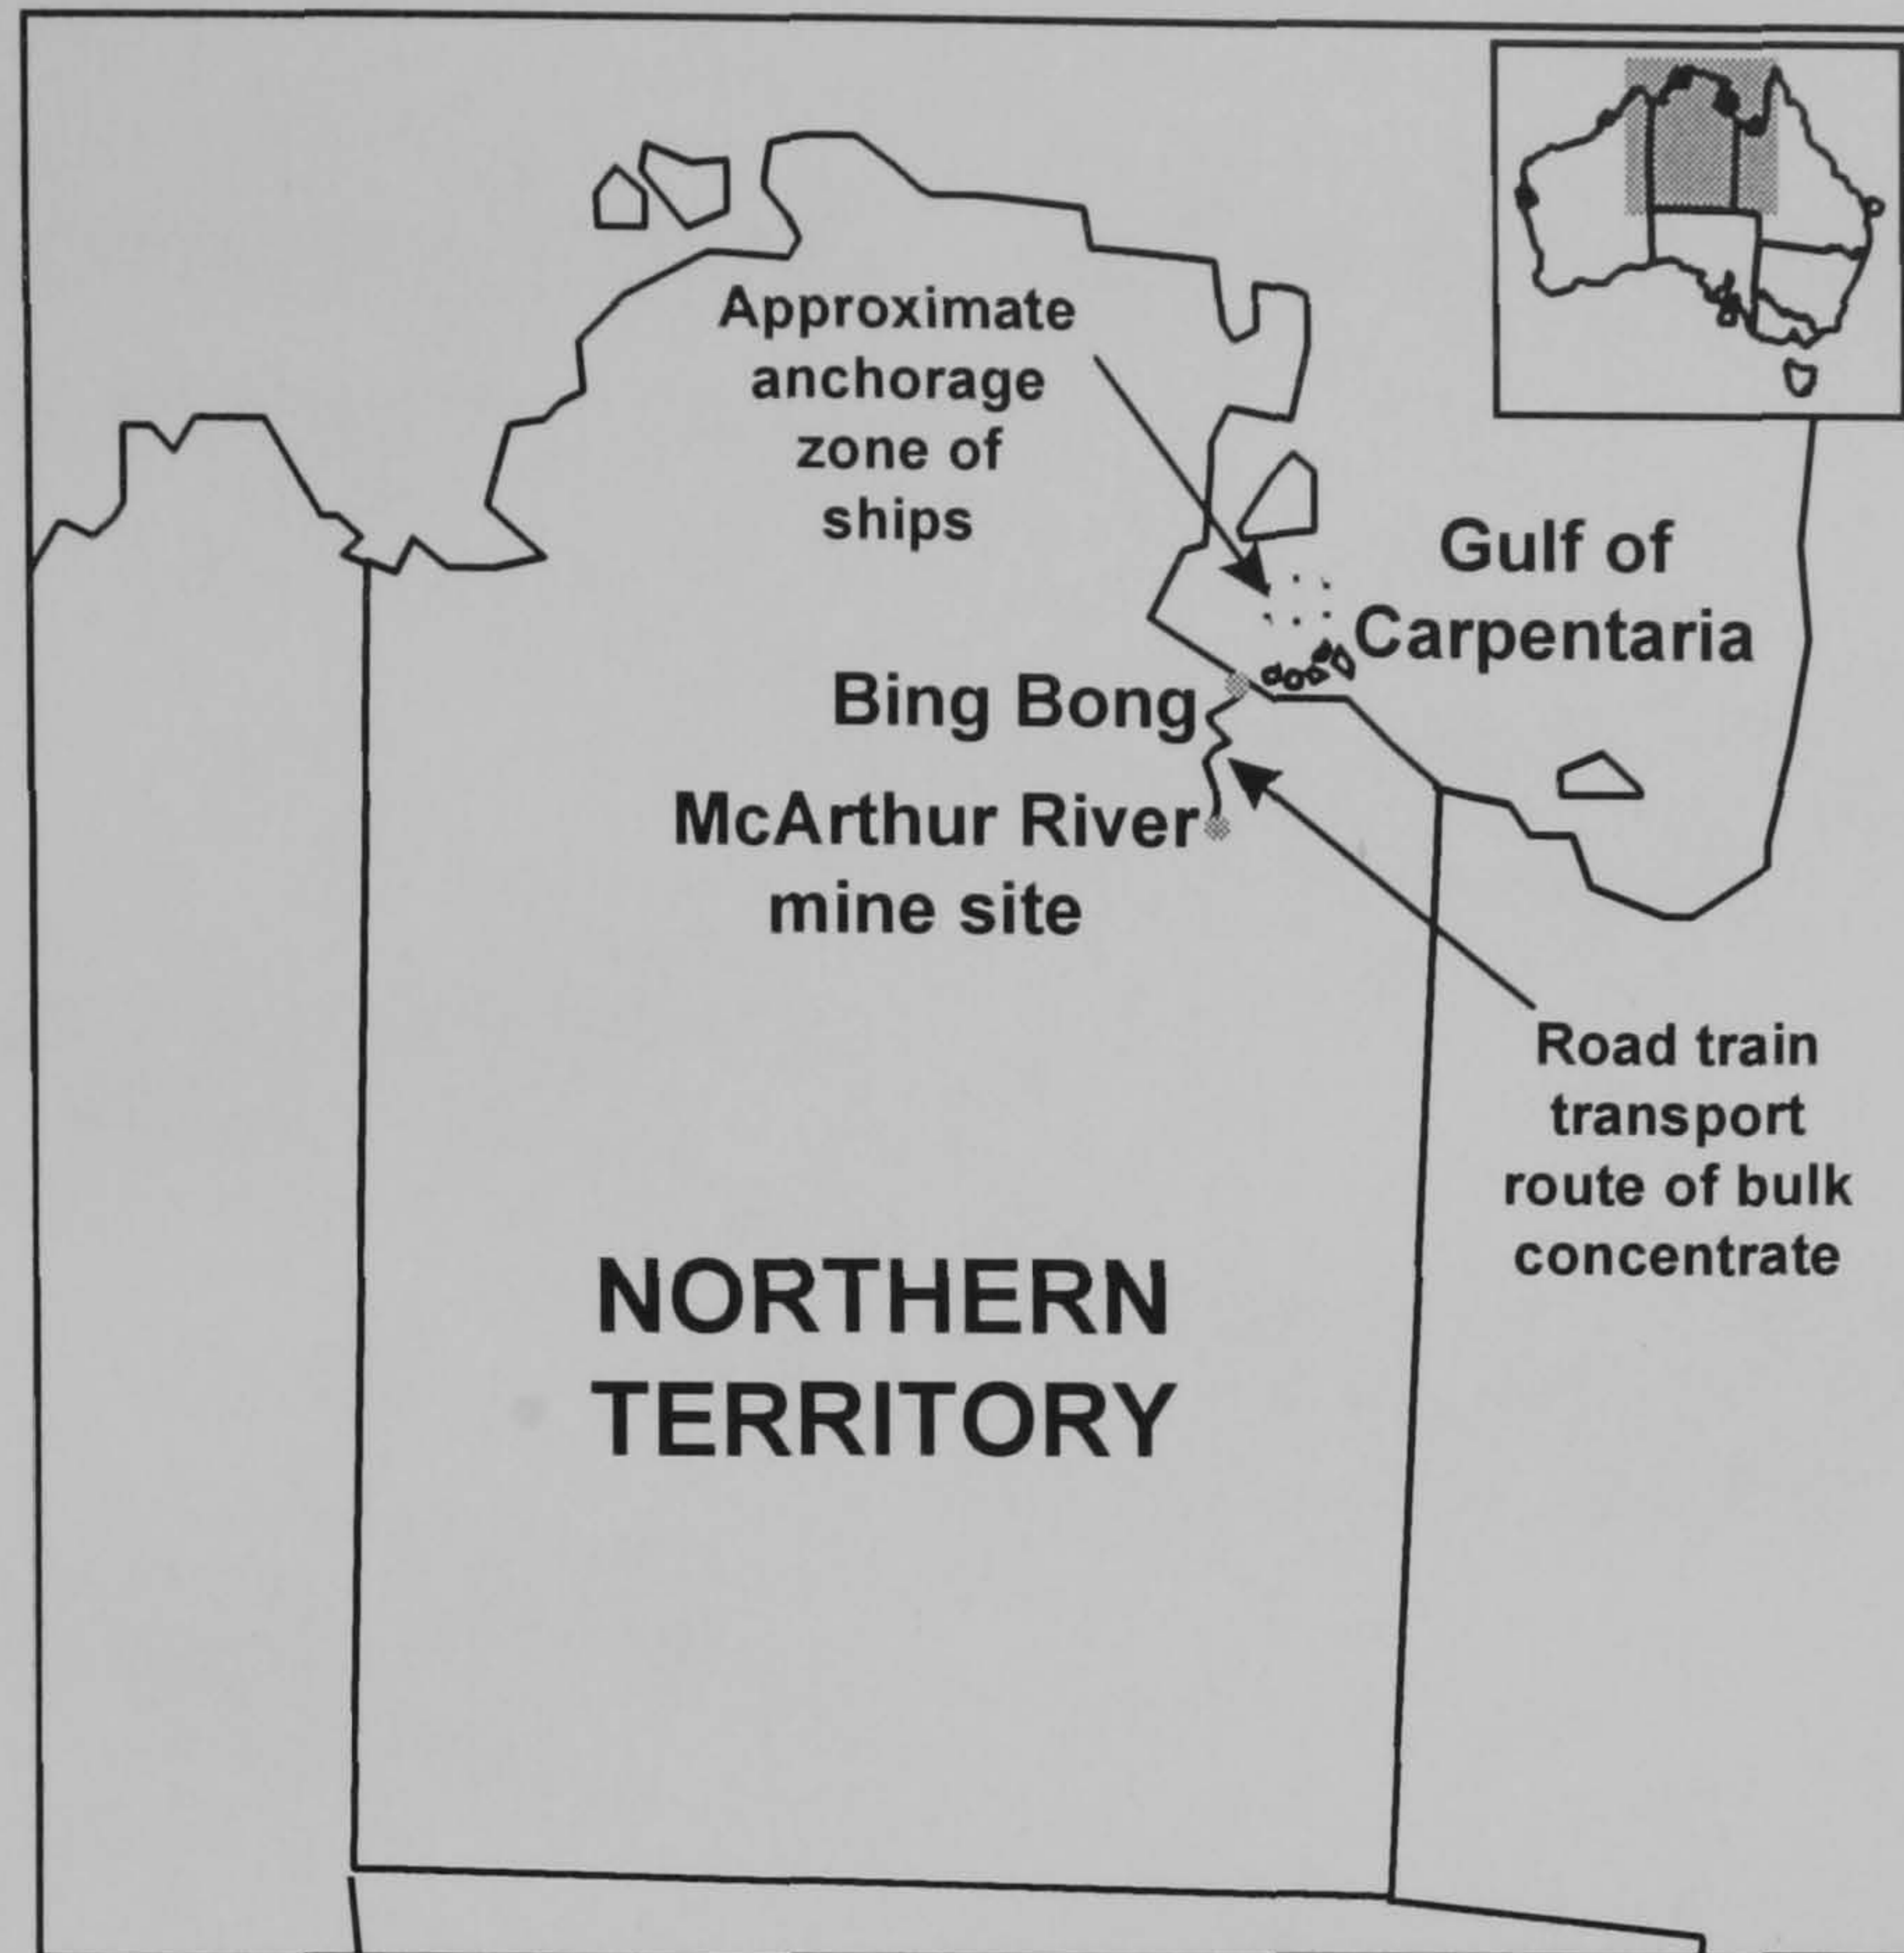 Approximate
anchorage
zone of
ships
Gulf of
Carpentaria
Bing Bong
McArthur River
mine site
Road train
transport
route of bulk
concentrate
NORTHERN
TERRITORY